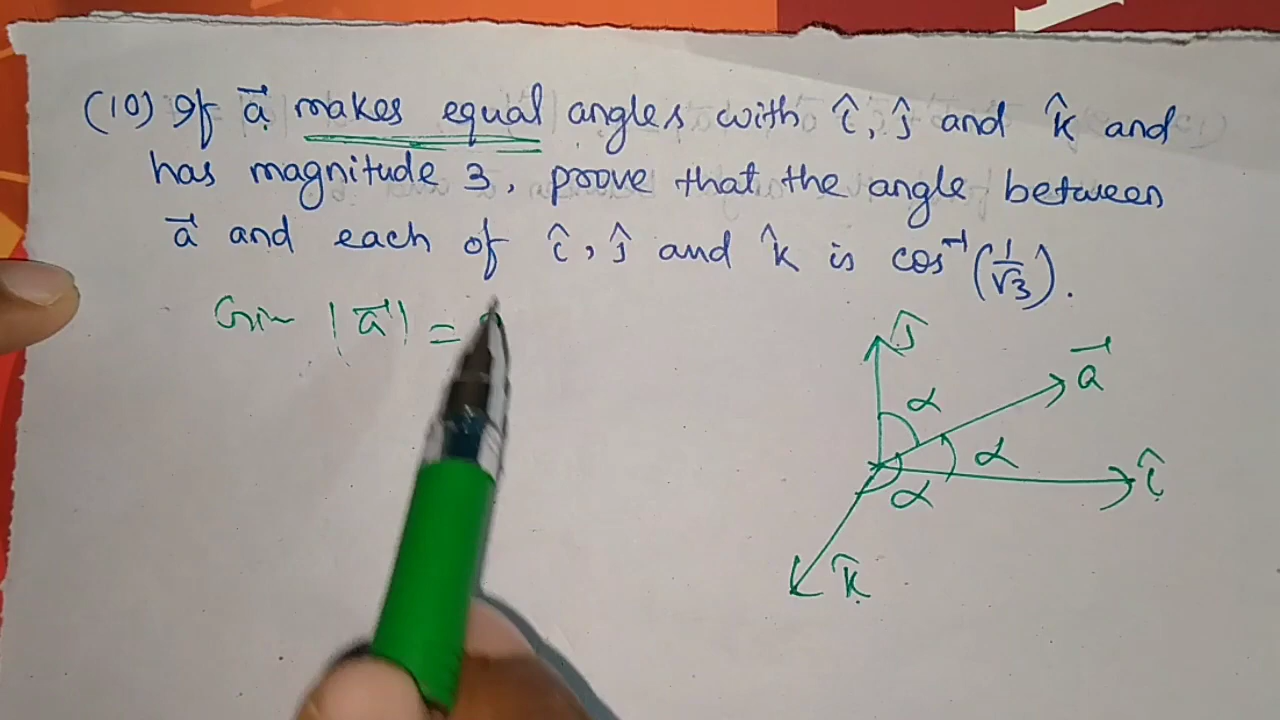 (10) If a⃗ makes equal angles with î, ĵ and k̂ and
has magnitude 3, prove that the angle between
a⃗ and each of î, ĵ and k̂ is cos⁻¹(1/√3).
|a⃗| =
ĵ
a⃗
α
α
î
α
k̂